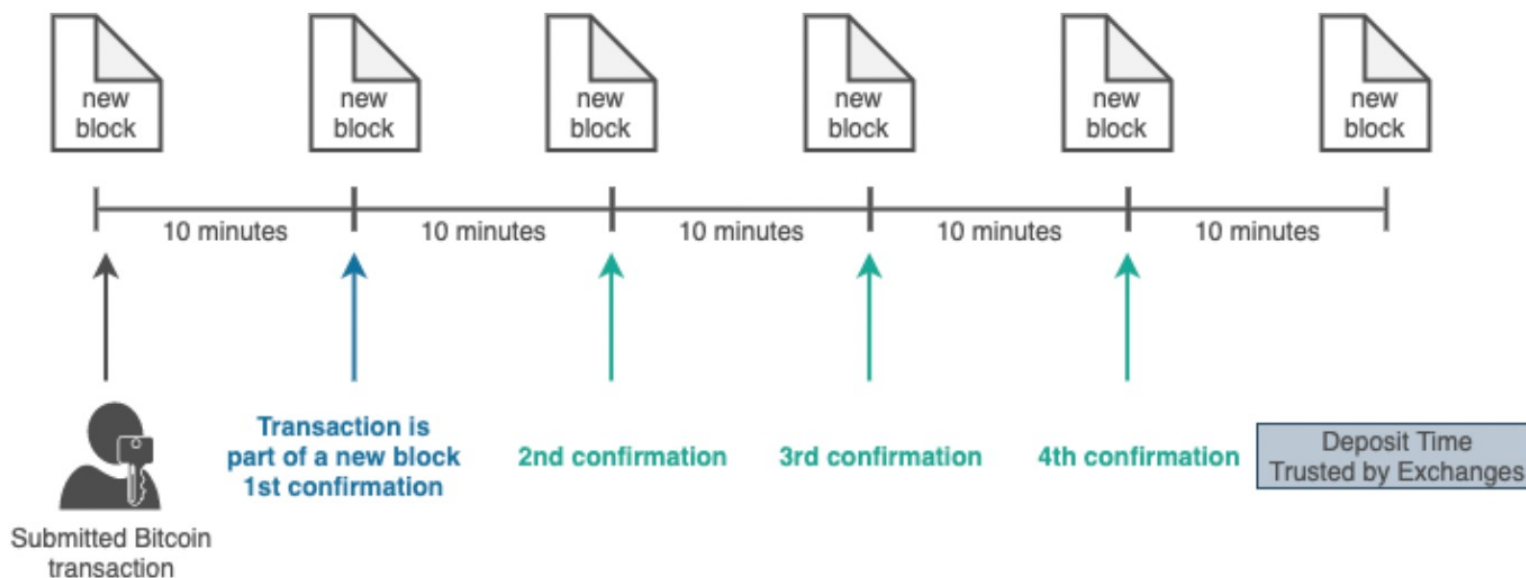 new
block
new
block
new
block
new
block
new
block
new
block
10 minutes
10 minutes
10 minutes
10 minutes
10 minutes
Submitted Bitcoin
transaction
Transaction is
part of a new block
1st confirmation
2nd confirmation
3rd confirmation
4th confirmation
Deposit Time
Trusted by Exchanges